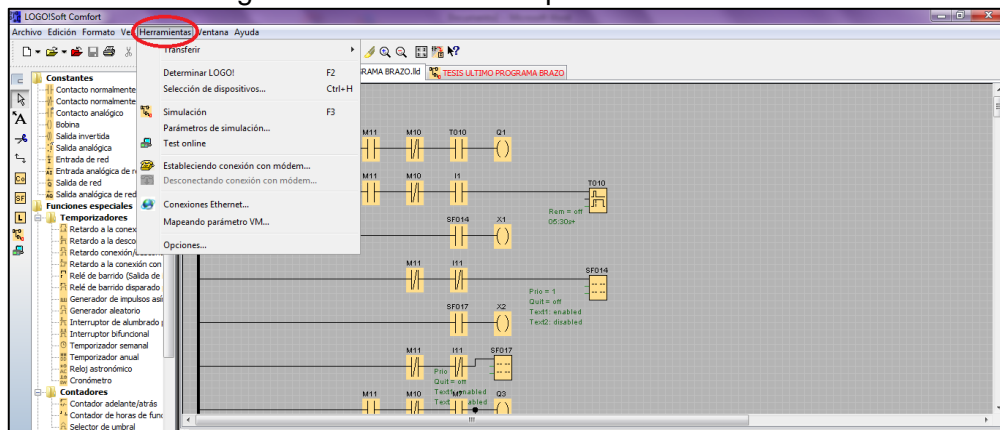 LOGO!Soft Comfort
Archivo Edición Formato Ver Herramientas Ventana Ayuda
Transferir
RAMA BRAZO.lld TESIS ULTIMO PROGRAMA BRAZO
Determinar LOGO! F2
Selección de dispositivos... Ctrl+H
Simulación F3
Parámetros de simulación...
Test online
Estableciendo conexión con módem...
Desconectando conexión con módem...
Conexiones Ethernet...
Mapeando parámetro VM...
Opciones...
Constantes
Contacto normalmente
Contacto normalmente
Contacto analógico
Bobina
Salida invertida
Salida analógica
Entrada de red
Entrada analógica de r
Salida de red
Salida analógica de red
Funciones especiales
Temporizadores
Retardo a la conex
Retardo a la desco
Retardo conexión/
Retardo a la conexión con
Relé de barrido (Salida de
Relé de barrido disparado
Generador de impulsos así
Generador aleatorio
Interruptor de alumbrado
Interruptor bifuncional
Temporizador semanal
Temporizador anual
Reloj astronómico
Cronómetro
Contadores
Contador adelante/atrás
Contador de horas de func
Selector de umbral
A
Co
SF
L
M11 M10 T010 Q1
M11 M10 I1 T010
Rem = off
05:30s+
SF014 X1
M11 I11 SF014
Prio = 1
Quit = off
Text1: enabled
Text2: disabled
SF017 X2
M11 I11 SF017
Prio
Quit = off
M11 M10 M7 Q3